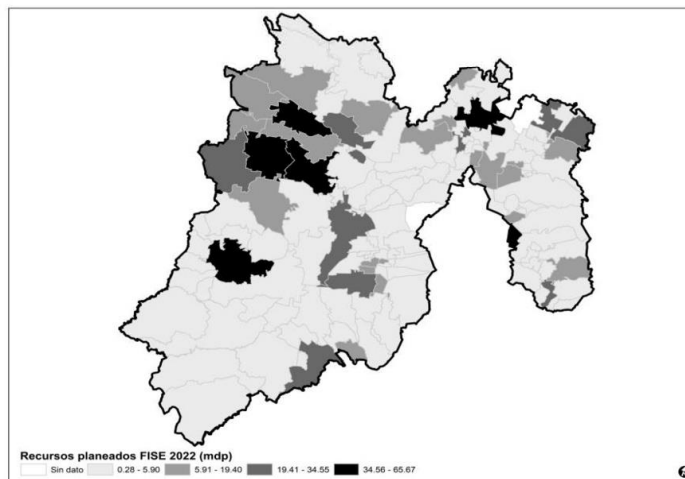 Recursos planeados FISE 2022 (mdp)
Sin dato 0.28 - 5.90 5.91 - 19.40 19.41 - 34.55 34.56 - 65.67